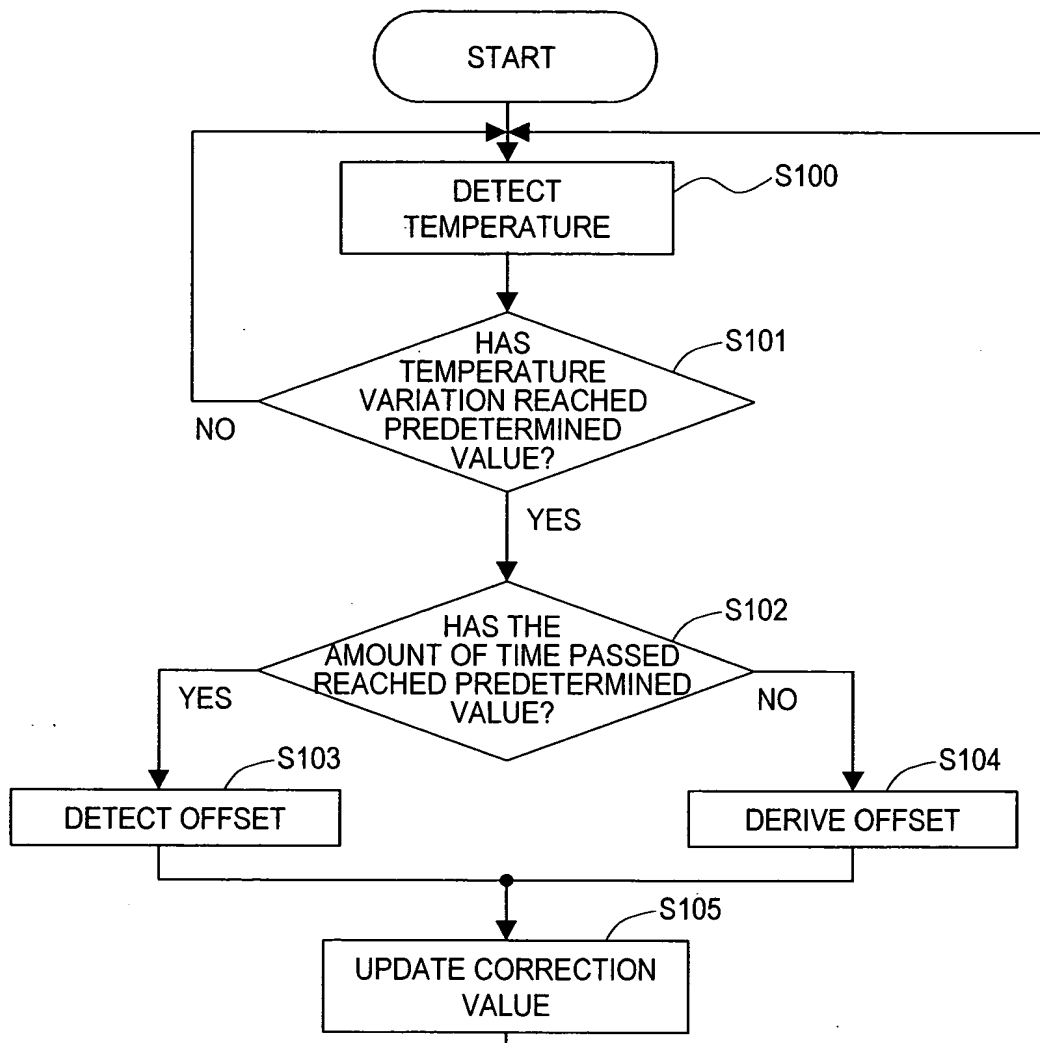 START
S100
DETECT
TEMPERATURE
S101
HAS
TEMPERATURE
VARIATION REACHED
PREDETERMINED
VALUE?
NO
YES
S102
HAS THE
AMOUNT OF TIME PASSED
REACHED PREDETERMINED
VALUE?
YES
NO
S103
DETECT OFFSET
S104
DERIVE OFFSET
S105
UPDATE CORRECTION
VALUE